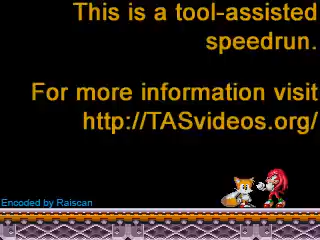 This is a tool-assisted
speedrun.
For more information visit
http://TASvideos.org/
Encoded by Raiscan